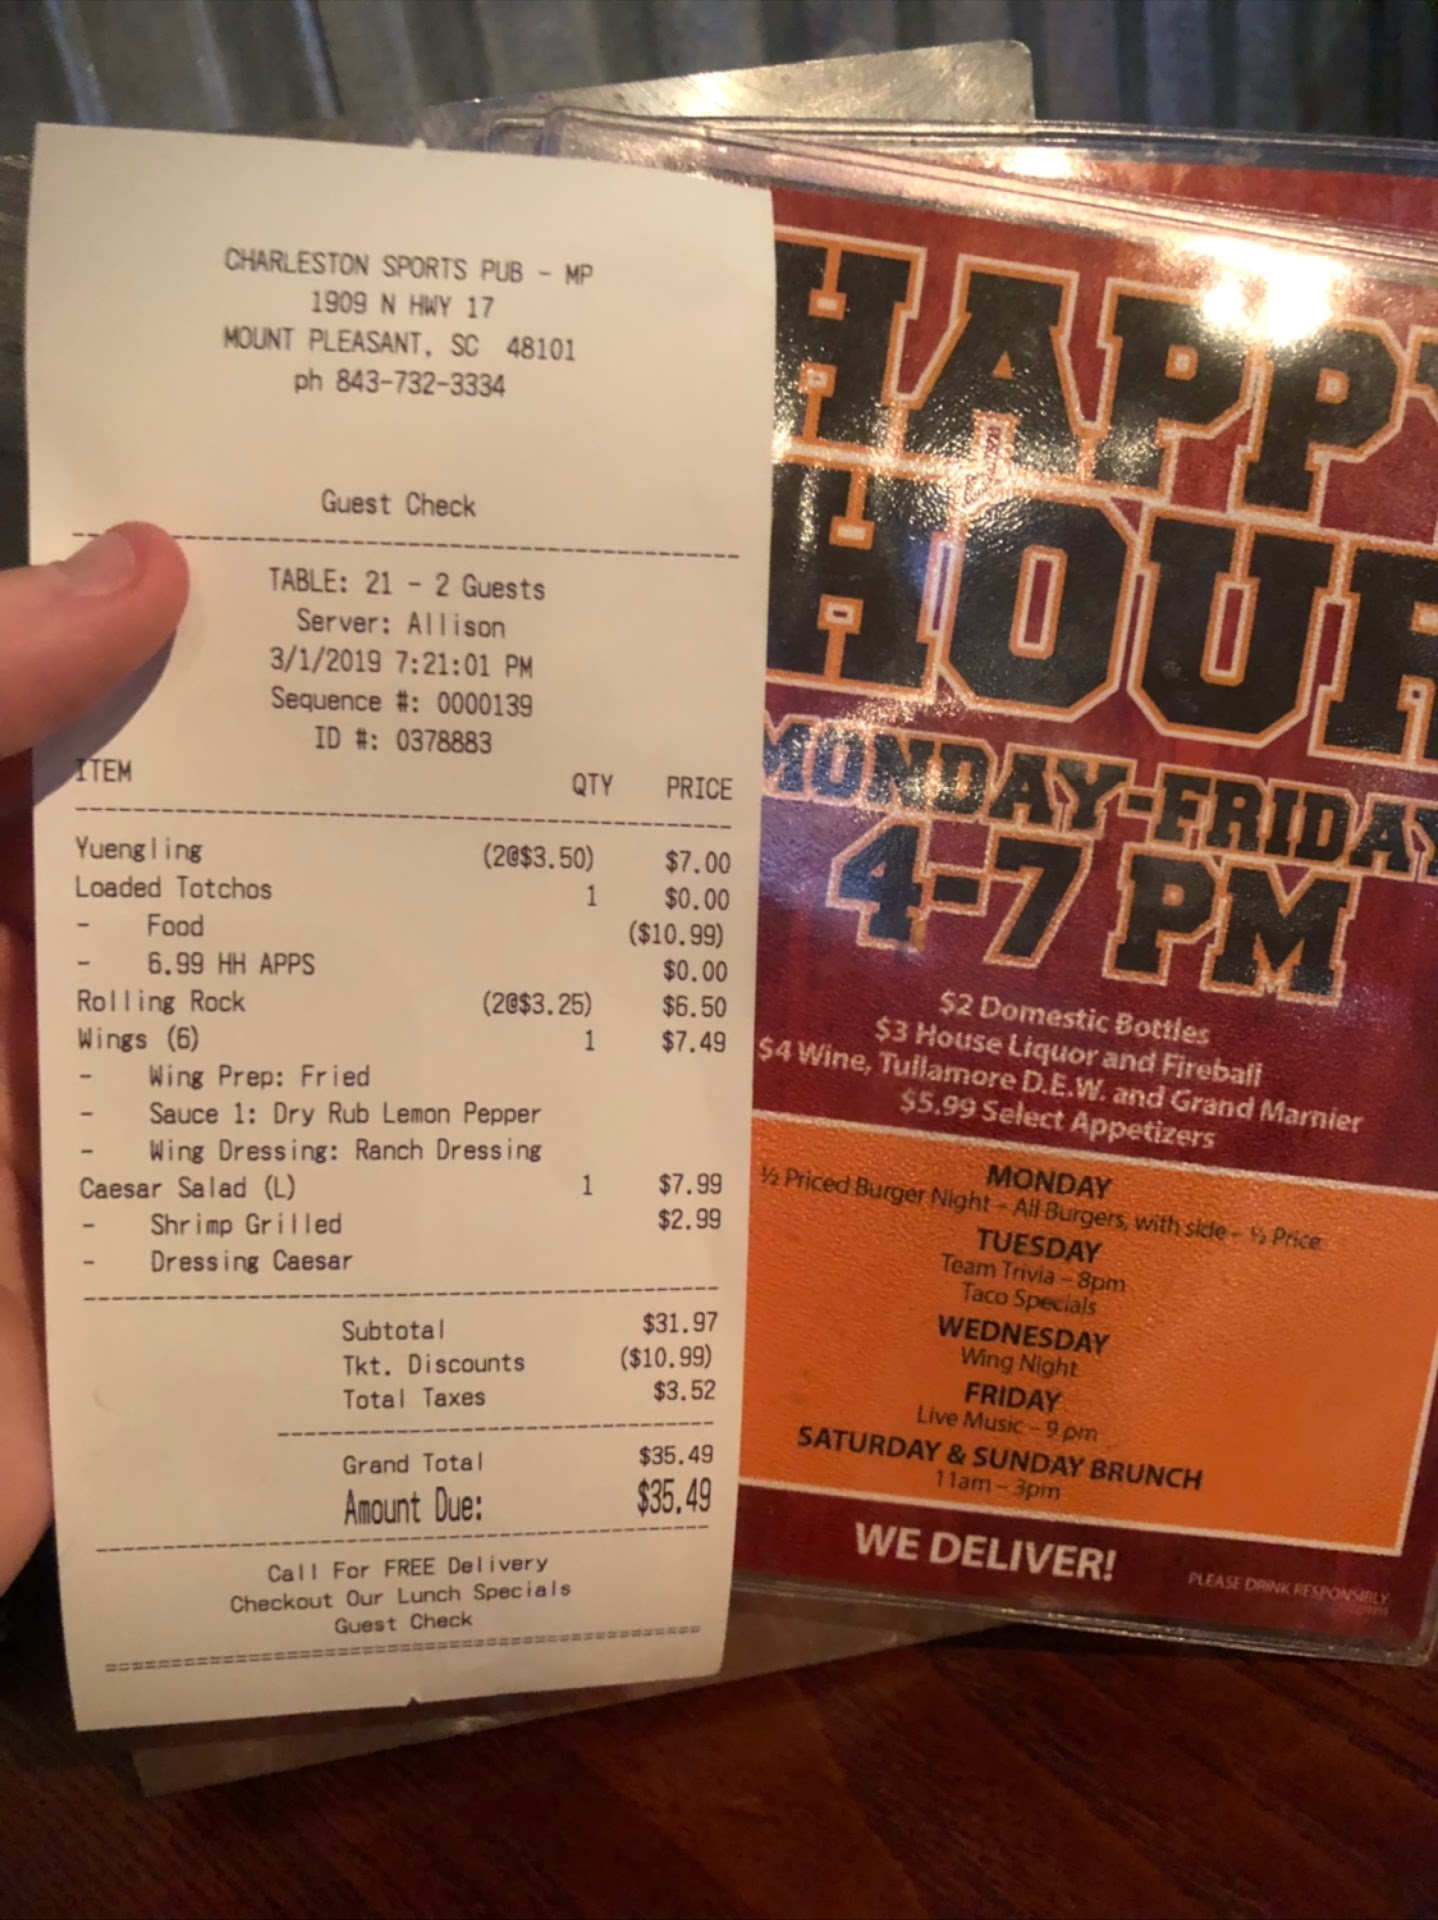 CHARLESTON SPORTS PUB - MP
1909 N HWY 17
MOUNT PLEASANT, SC 48101
ph 843-732-3334
Guest Check
TABLE: 21 - 2 Guests
Server: Allison
3/1/2019 7:21:01 PM
Sequence #: 0000139
ID #: 0378883
ITEM QTY PRICE
Yuengling (2@$3.50) $7.00
Loaded Totchos 1 $0.00
- Food ($10.99)
- 6.99 HH APPS $0.00
Rolling Rock (2@$3.25) $6.50
Wings (6) 1 $7.49
- Wing Prep: Fried
- Sauce 1: Dry Rub Lemon Pepper
- Wing Dressing: Ranch Dressing
Caesar Salad (L) 1 $7.99
- Shrimp Grilled $2.99
- Dressing Caesar
Subtotal $31.97
Tkt. Discounts ($10.99)
Total Taxes $3.52
Grand Total $35.49
Amount Due: $35.49
Call For FREE Delivery
Checkout Our Lunch Specials
Guest Check
HAPPY
HOUR
MONDAY-FRIDAY
4-7 PM
$2 Domestic Bottles
$3 House Liquor and Fireball
$4 Wine, Tullamore D.E.W. and Grand Marnier
$5.99 Select Appetizers
MONDAY
½ Priced Burger Night - All Burgers, with side - ½ Price
TUESDAY
Team Trivia - 8pm
Taco Specials
WEDNESDAY
Wing Night
FRIDAY
Live Music - 9 pm
SATURDAY & SUNDAY BRUNCH
11am - 3pm
WE DELIVER!
PLEASE DRINK RESPONSIBLY